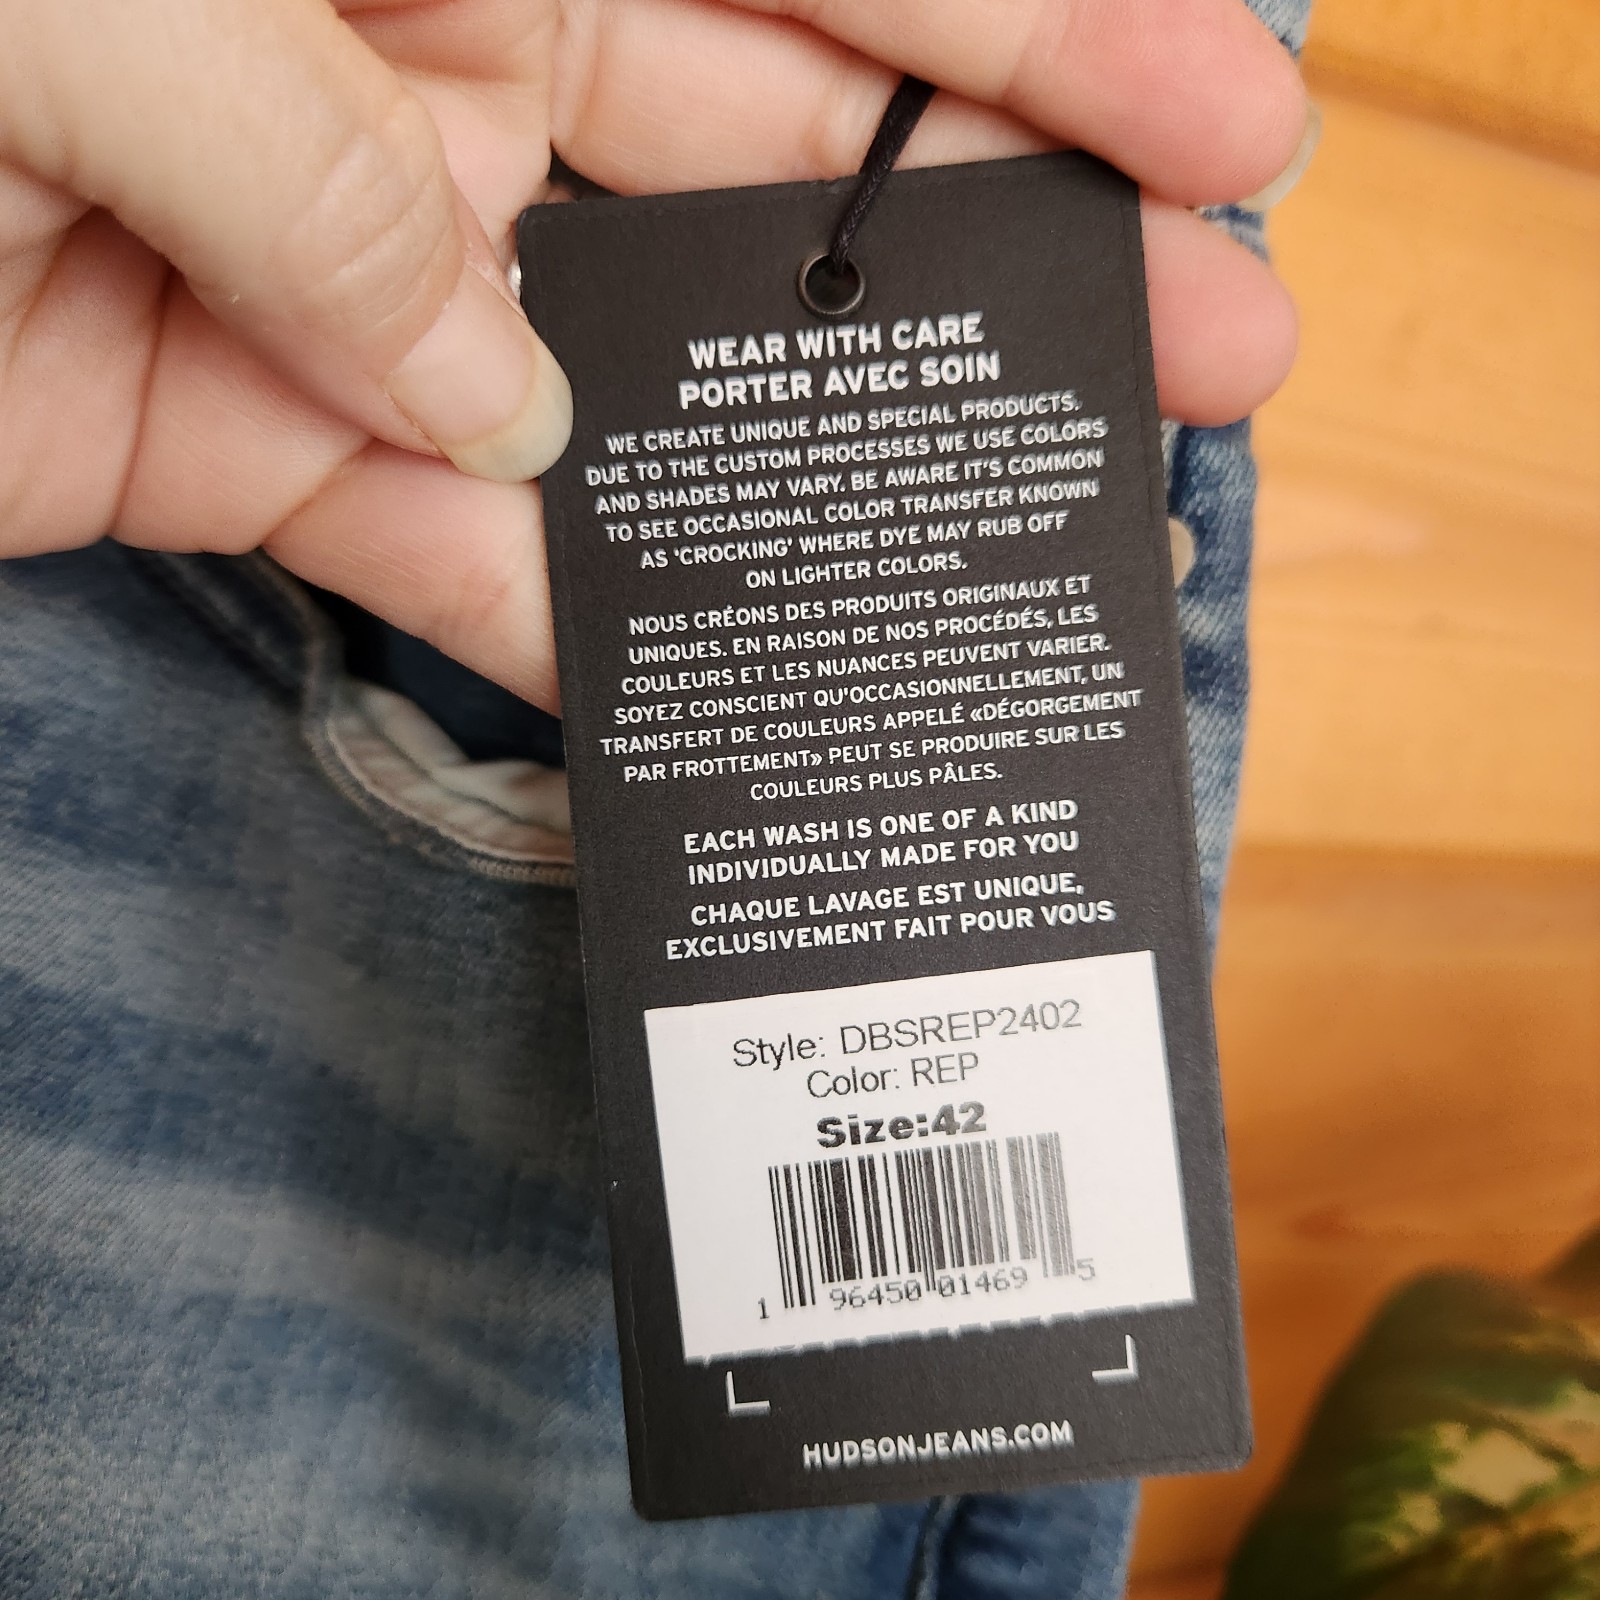 WEAR WITH CARE
PORTER AVEC SOIN
WE CREATE UNIQUE AND SPECIAL PRODUCTS.
DUE TO THE CUSTOM PROCESSES WE USE COLORS
AND SHADES MAY VARY. BE AWARE IT'S COMMON
TO SEE OCCASIONAL COLOR TRANSFER KNOWN
AS 'CROCKING' WHERE DYE MAY RUB OFF
ON LIGHTER COLORS.
NOUS CRÉONS DES PRODUITS ORIGINAUX ET
UNIQUES. EN RAISON DE NOS PROCÉDÉS, LES
COULEURS ET LES NUANCES PEUVENT VARIER.
SOYEZ CONSCIENT QU'OCCASIONNELLEMENT, UN
TRANSFERT DE COULEURS APPELÉ «DÉGORGEMENT
PAR FROTTEMENT» PEUT SE PRODUIRE SUR LES
COULEURS PLUS PÂLES.
EACH WASH IS ONE OF A KIND
INDIVIDUALLY MADE FOR YOU
CHAQUE LAVAGE EST UNIQUE,
EXCLUSIVEMENT FAIT POUR VOUS
Style: DBSREP2402
Color: REP
Size:42
1 96450 01469 5
HUDSONJEANS.COM